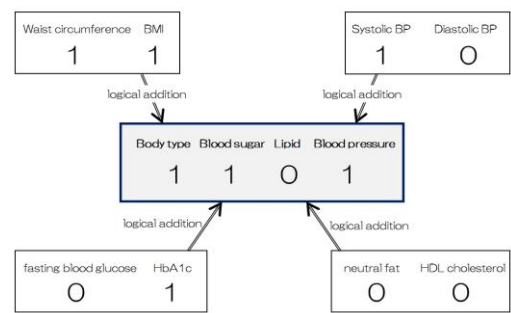 Waist circumference BMI
1 1
Systolic BP Diastolic BP
1 0
logical addition
logical addition
Body type Blood sugar Lipid Blood pressure
1 1 0 1
logical addition
logical addition
fasting blood glucose HbA1c
0 1
neutral fat HDL cholesterol
0 0